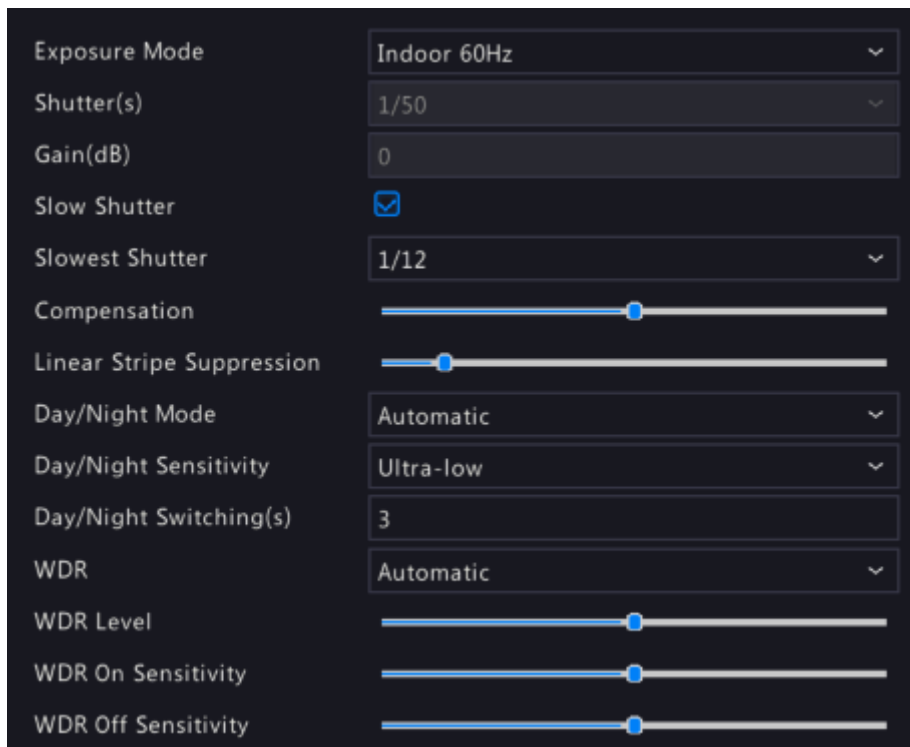 Exposure Mode Indoor 60Hz
Shutter(s) 1/50
Gain(dB) 0
Slow Shutter
Slowest Shutter 1/12
Compensation
Linear Stripe Suppression
Day/Night Mode Automatic
Day/Night Sensitivity Ultra-low
Day/Night Switching(s) 3
WDR Automatic
WDR Level
WDR On Sensitivity
WDR Off Sensitivity